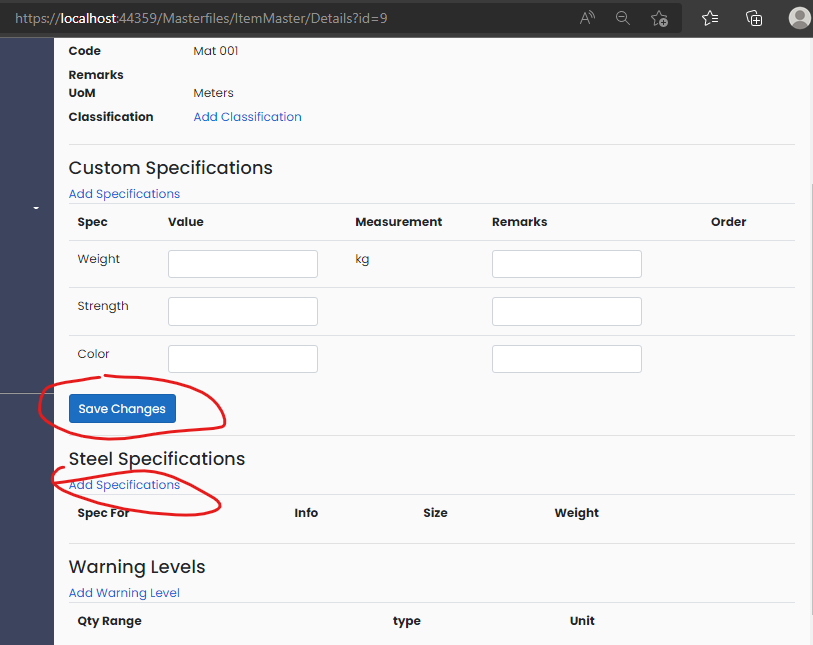 https://localhost:44359/Masterfiles/ItemMaster/Details?id=9
Code Mat 001
Remarks
UoM Meters
Classification Add Classification
Custom Specifications
Add Specifications
Spec Value Measurement Remarks Order
Weight kg
Strength
Color
Save Changes
Steel Specifications
Add Specifications
Spec For Info Size Weight
Warning Levels
Add Warning Level
Qty Range type Unit